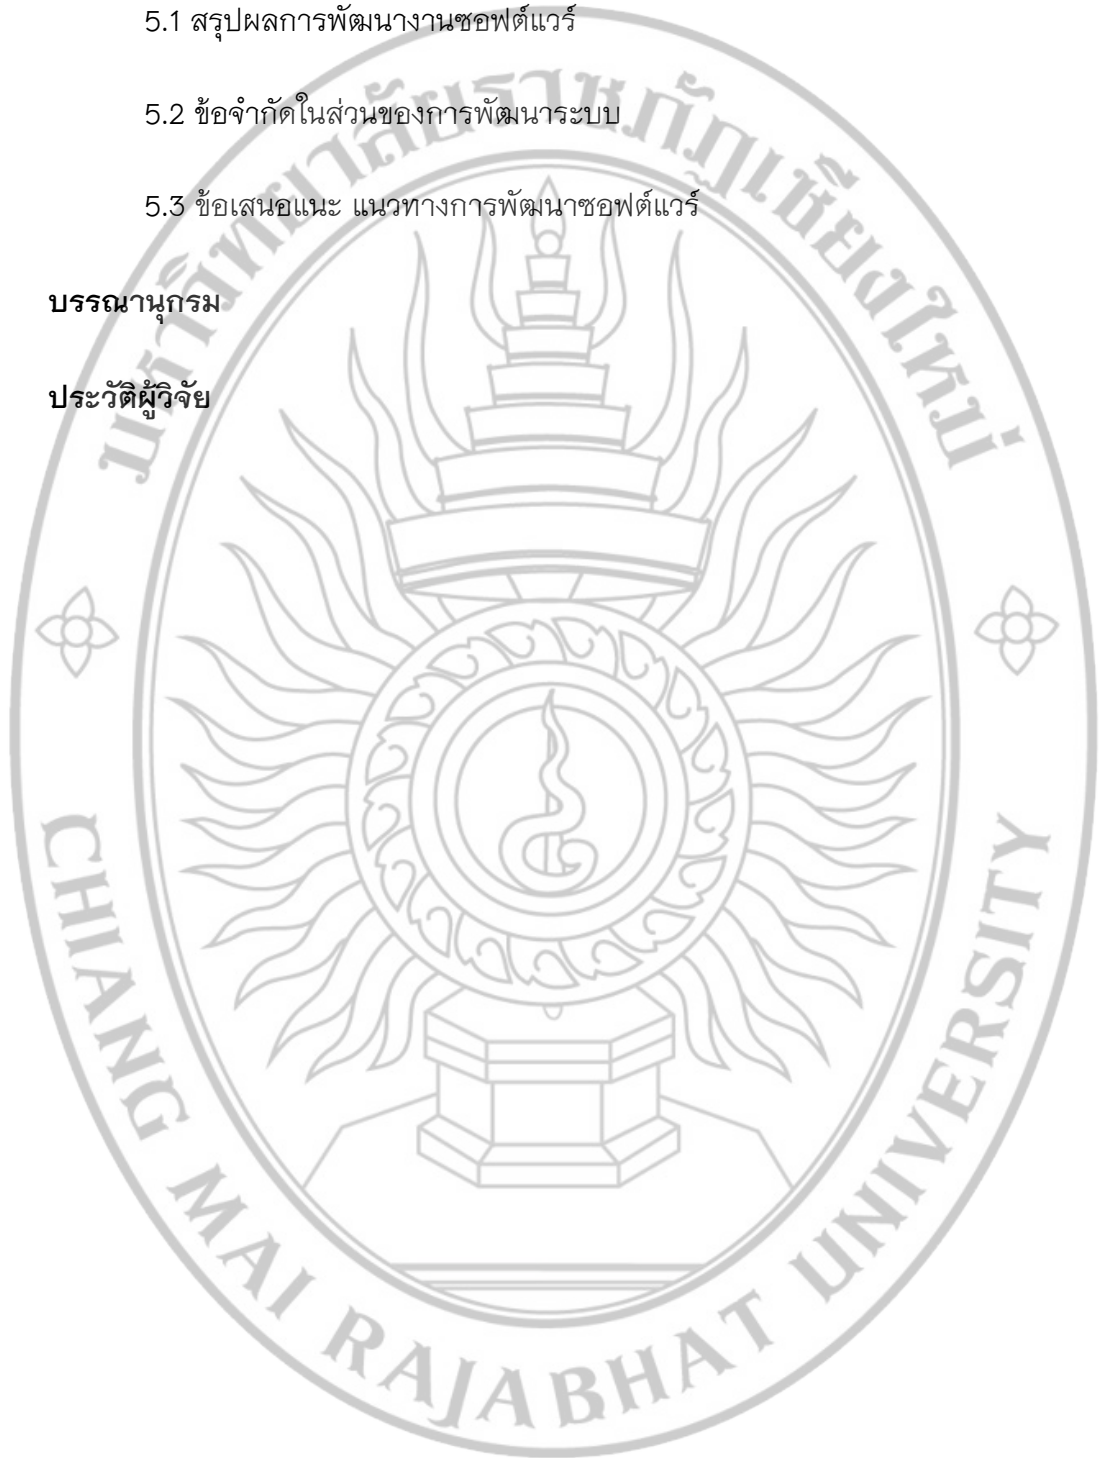 5.1 สรุปผลการพัฒนางานซอฟต์แวร์
5.2 ข้อจำกัดในส่วนของการพัฒนาระบบ
5.3 ข้อเสนอแนะ แนวทางการพัฒนาซอฟต์แวร์
บรรณานุกรม
ประวัติผู้วิจัย
มหาวิทยาลัยราชภัฏเชียงใหม่
CHIANG MAI RAJABHAT UNIVERSITY